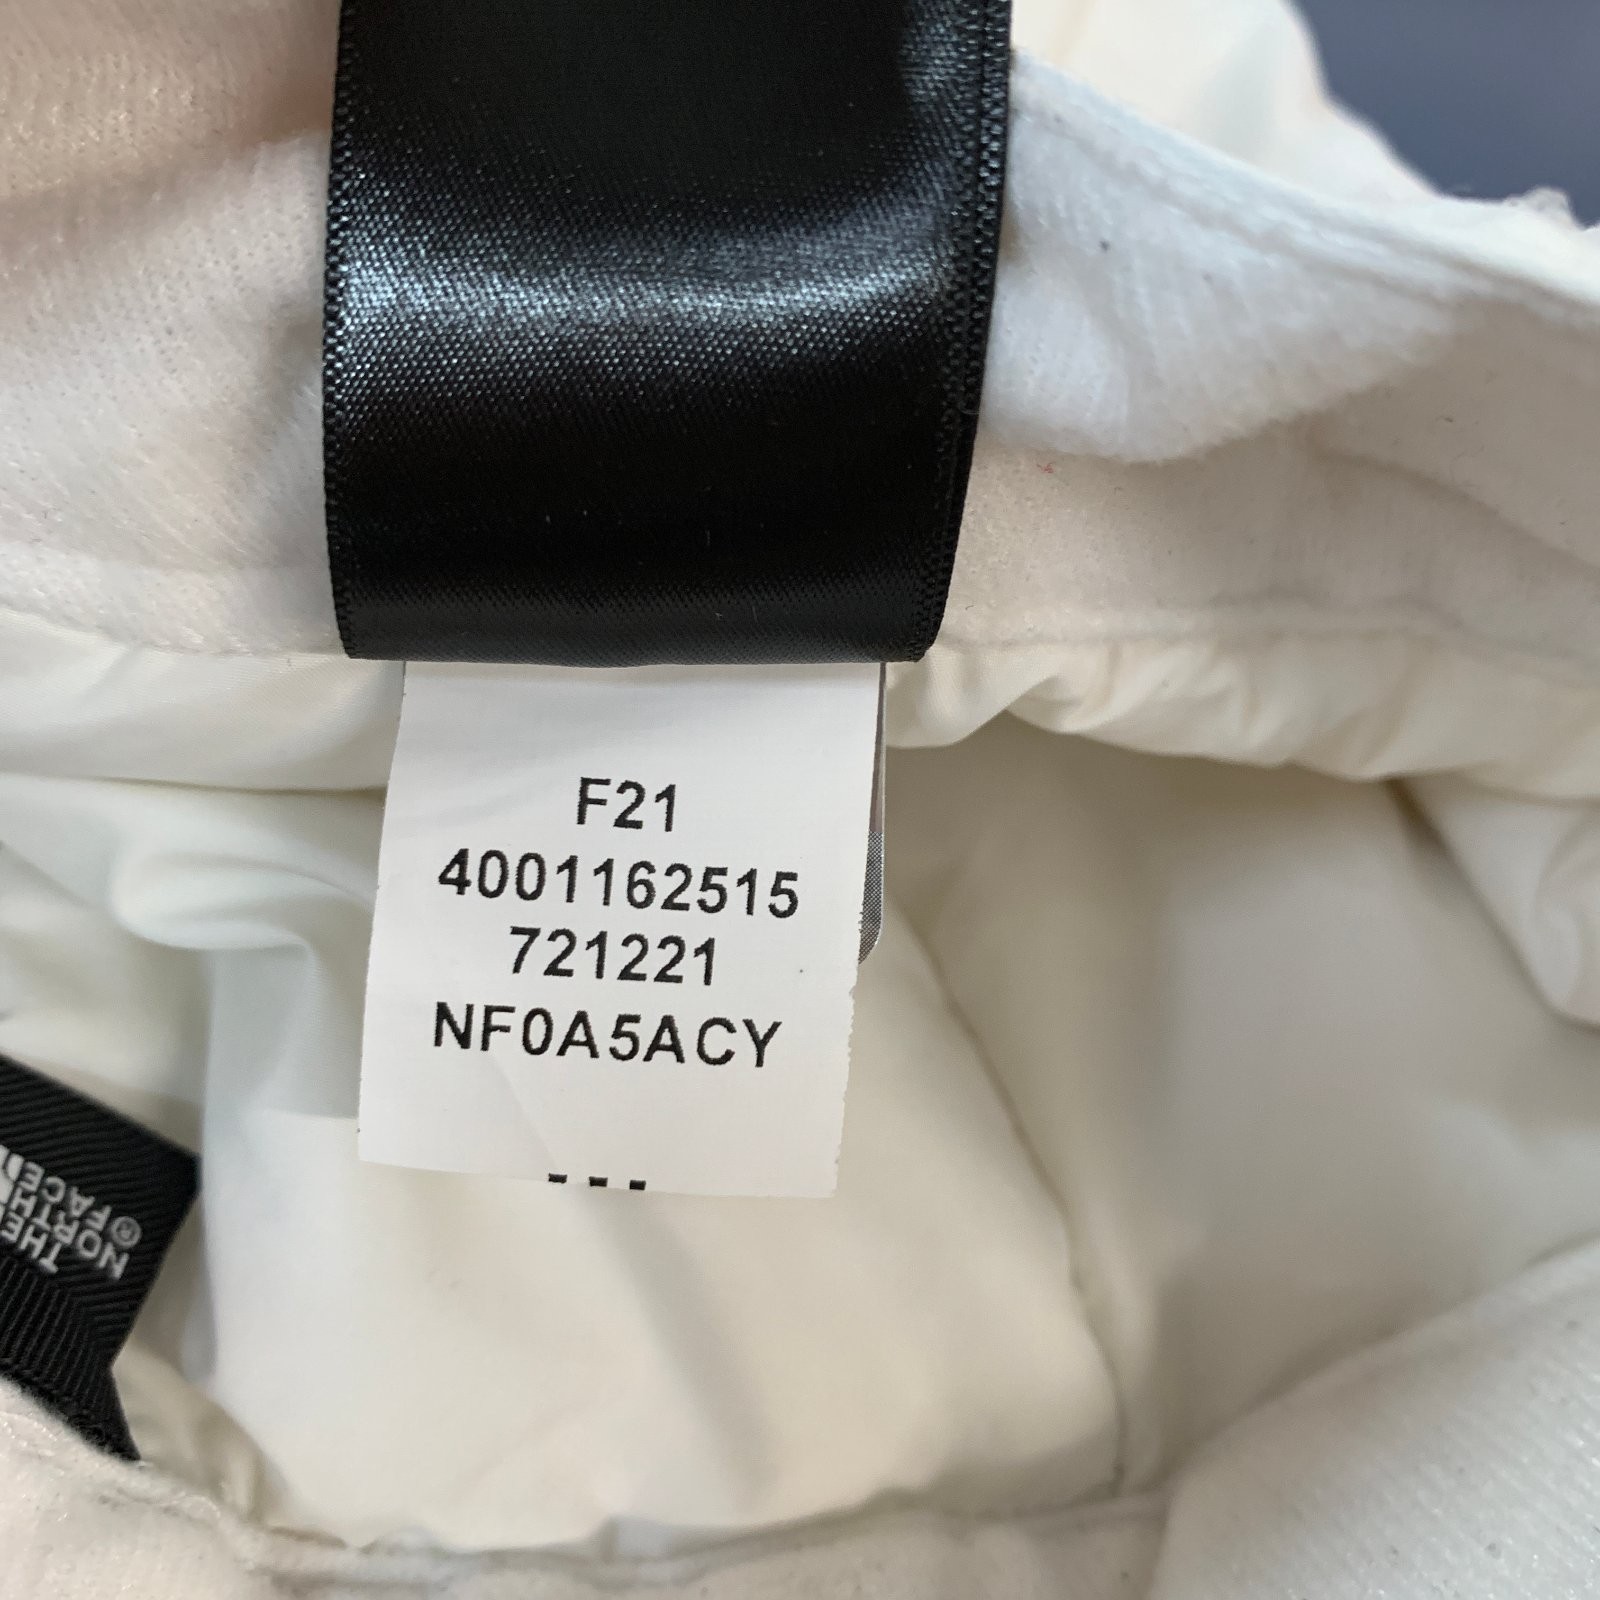 F21
4001162515
721221
NF0A5ACY
---
THE
NORTH
FACE®